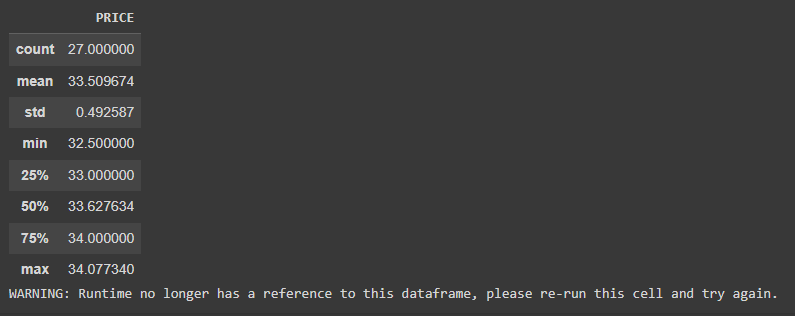 PRICE
count 27.000000
mean 33.509674
std 0.492587
min 32.500000
25% 33.000000
50% 33.627634
75% 34.000000
max 34.077340
WARNING: Runtime no longer has a reference to this dataframe, please re-run this cell and try again.